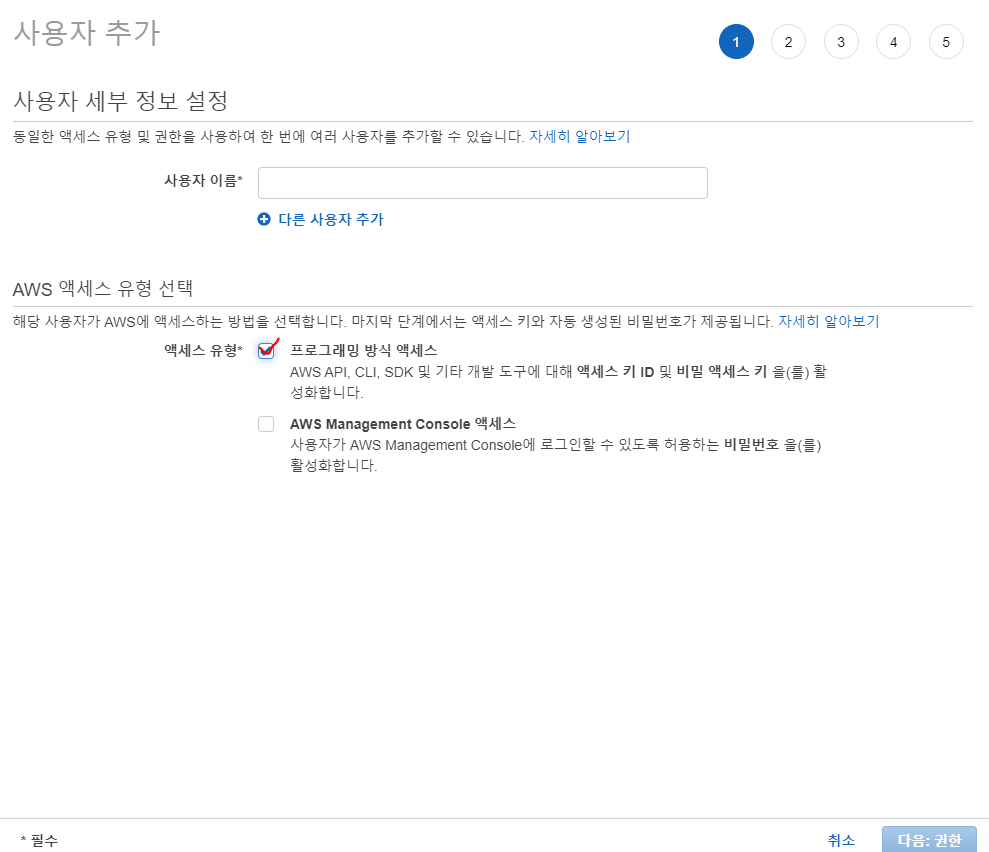 사용자 추가
1 2 3 4 5
사용자 세부 정보 설정
동일한 액세스 유형 및 권한을 사용하여 한 번에 여러 사용자를 추가할 수 있습니다. 자세히 알아보기
사용자 이름*
다른 사용자 추가
AWS 액세스 유형 선택
해당 사용자가 AWS에 액세스하는 방법을 선택합니다. 마지막 단계에서는 액세스 키와 자동 생성된 비밀번호가 제공됩니다. 자세히 알아보기
액세스 유형* 프로그래밍 방식 액세스
AWS API, CLI, SDK 및 기타 개발 도구에 대해 액세스 키 ID 및 비밀 액세스 키 을(를) 활
성화합니다.
AWS Management Console 액세스
사용자가 AWS Management Console에 로그인할 수 있도록 허용하는 비밀번호 을(를)
활성화합니다.
* 필수 취소 다음: 권한